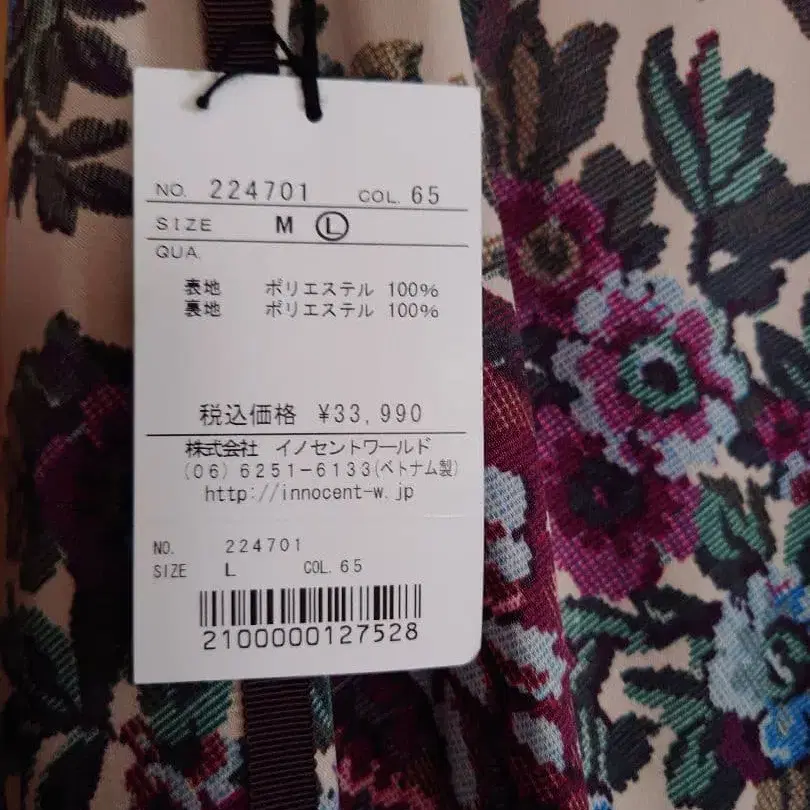 NO. 224701 COL. 65
SIZE M L
QUA.
表地 ポリエステル 100%
裏地 ポリエステル 100%
税込価格 ¥33,990
株式会社 イノセントワールド
(06) 6251-6133(ベトナム製)
http://innocent-w.jp
NO. 224701
SIZE L COL. 65
2100000127528